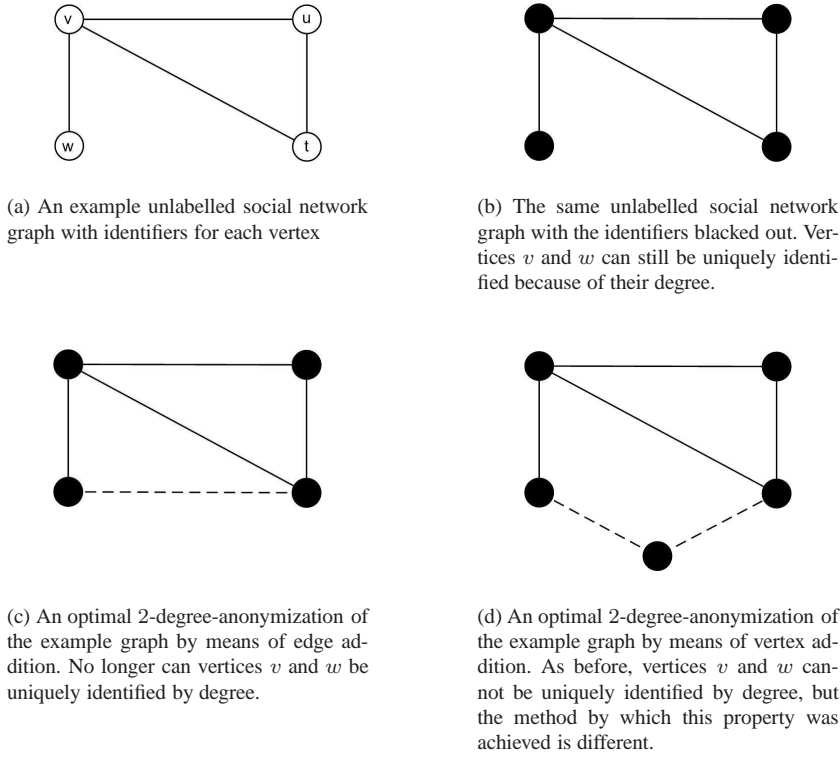 v
u
w
t
(a) An example unlabelled social network
graph with identifiers for each vertex
(b) The same unlabelled social network
graph with the identifiers blacked out. Ver-
tices v and w can still be uniquely identi-
fied because of their degree.
(c) An optimal 2-degree-anonymization of
the example graph by means of edge ad-
dition. No longer can vertices v and w be
uniquely identified by degree.
(d) An optimal 2-degree-anonymization of
the example graph by means of vertex ad-
dition. As before, vertices v and w can-
not be uniquely identified by degree, but
the method by which this property was
achieved is different.